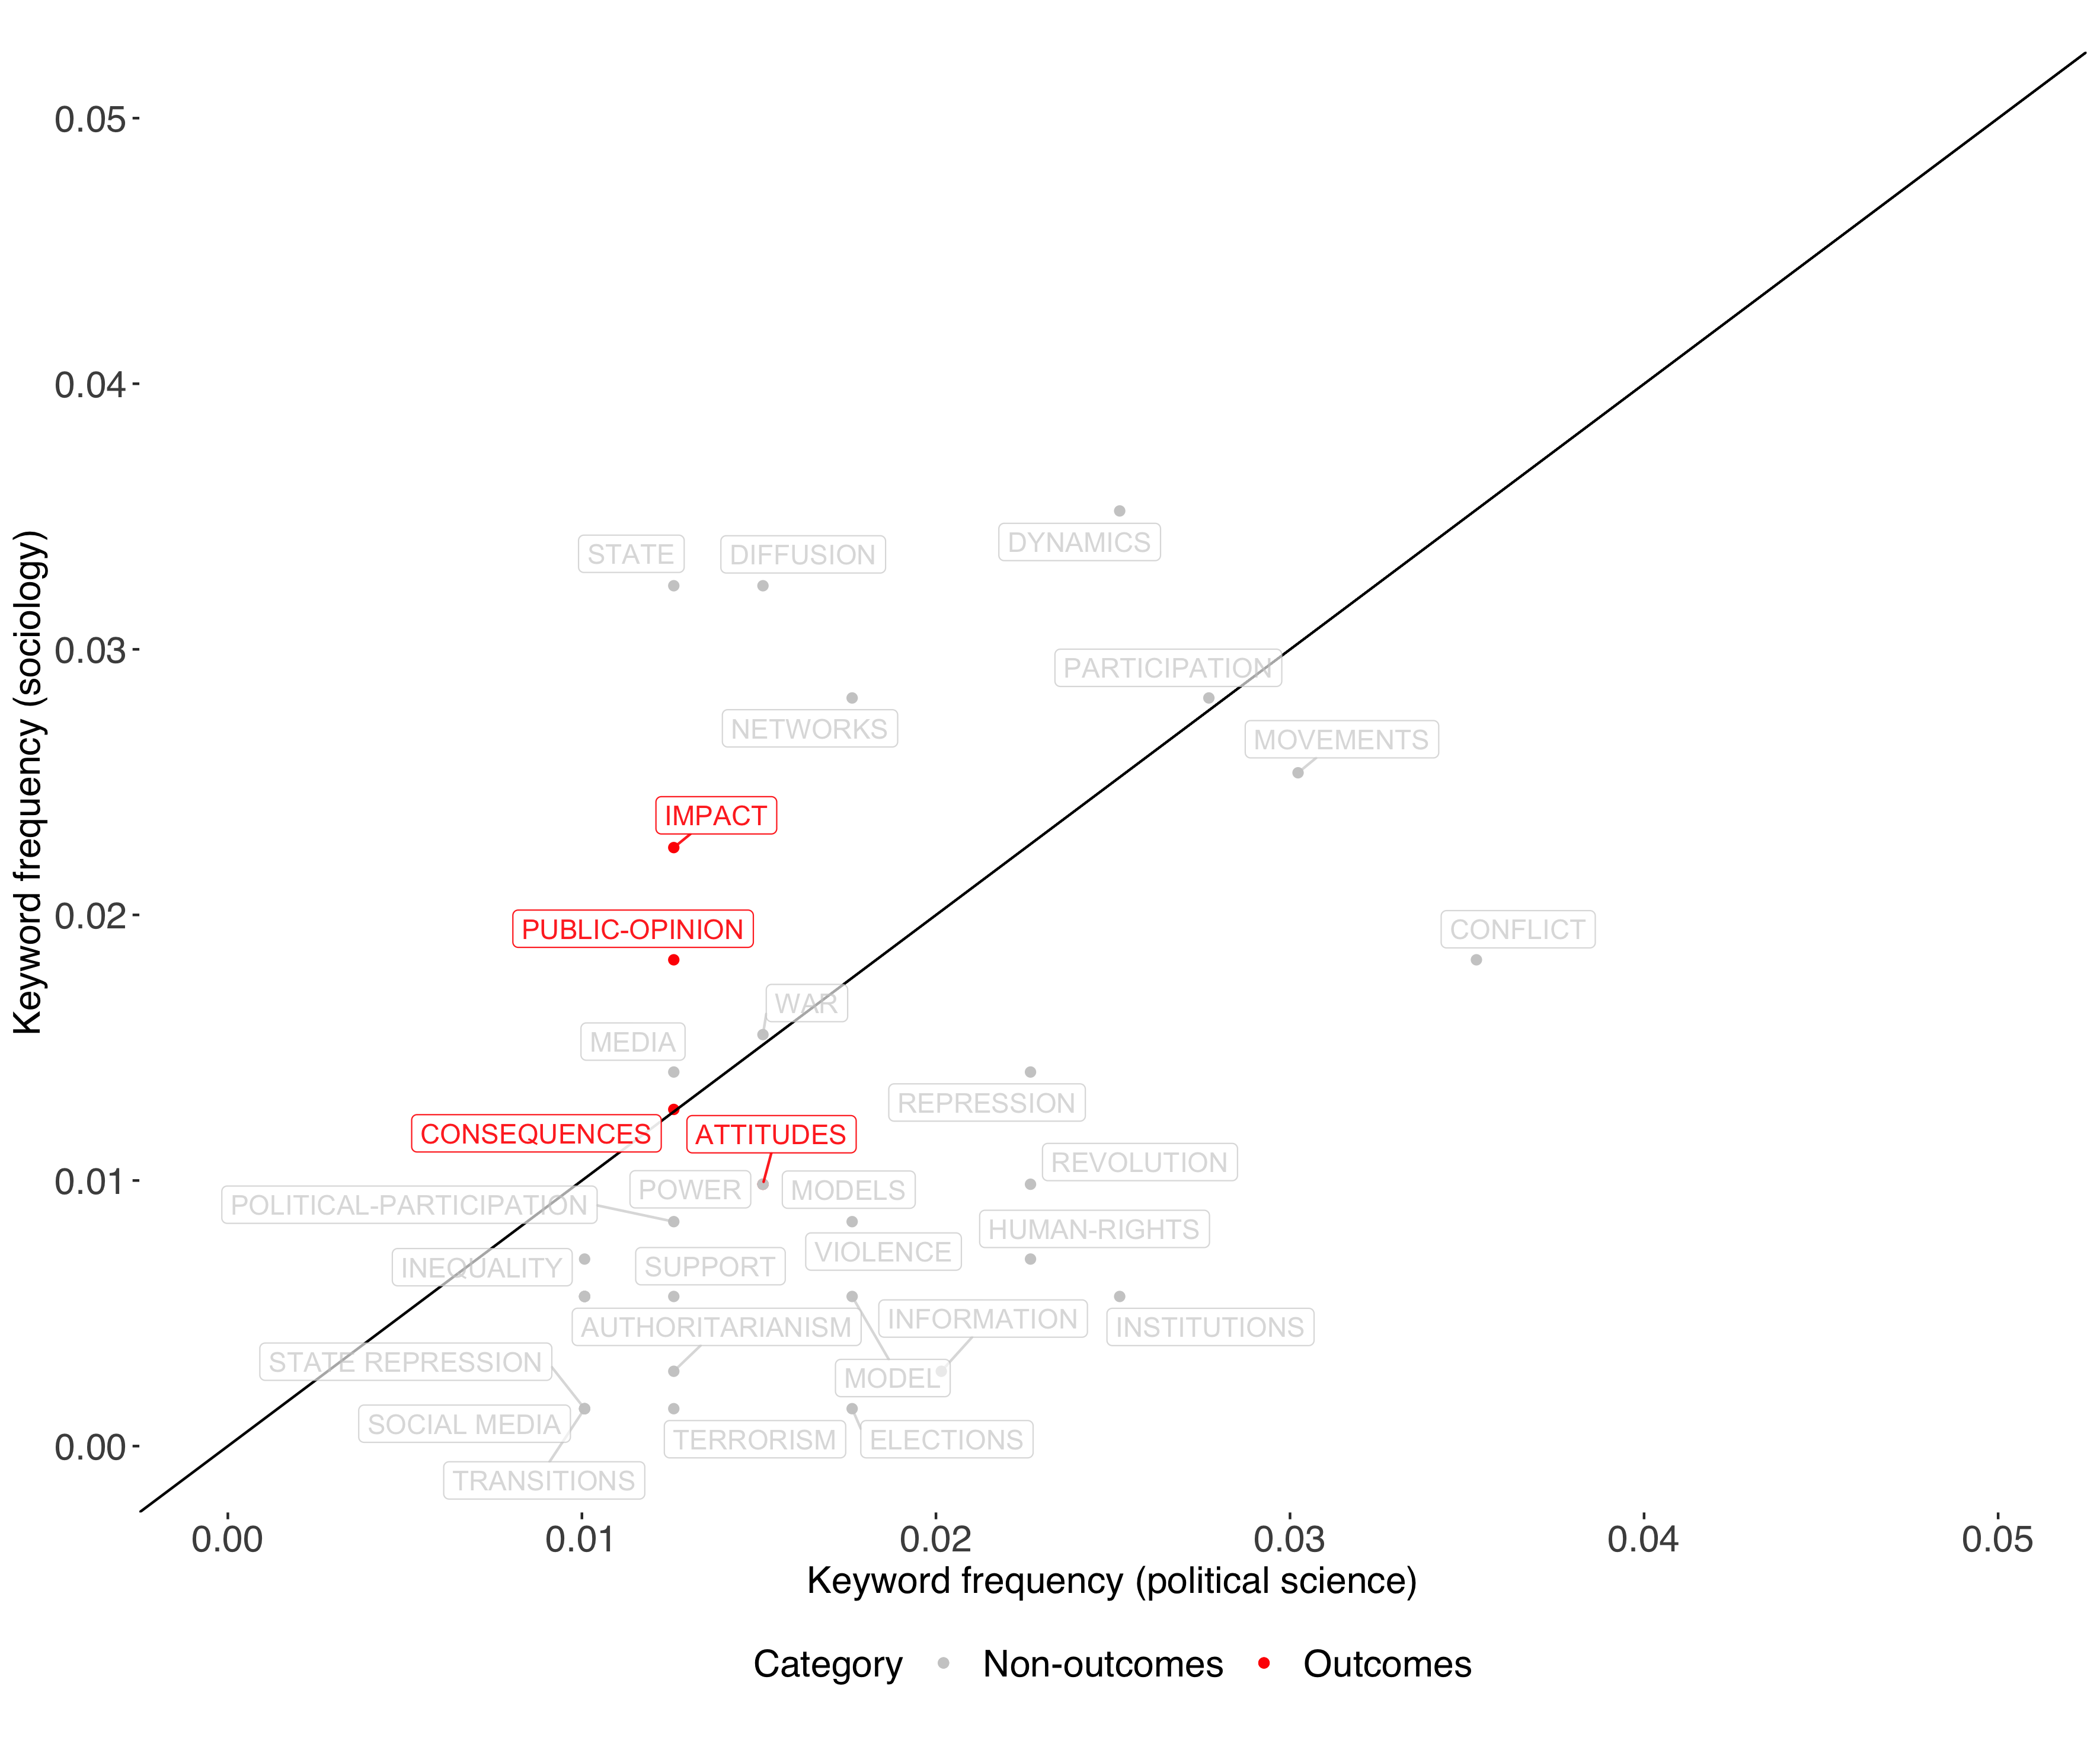 0.05
0.04
0.03
0.02
0.01
0.00
Keyword frequency (sociology)
DYNAMICS
STATE
DIFFUSION
PARTICIPATION
NETWORKS
MOVEMENTS
IMPACT
PUBLIC-OPINION
CONFLICT
WAR
MEDIA
REPRESSION
CONSEQUENCES
ATTITUDES
REVOLUTION
POWER
MODELS
POLITICAL-PARTICIPATION
HUMAN-RIGHTS
VIOLENCE
INEQUALITY
SUPPORT
INFORMATION
AUTHORITARIANISM
INSTITUTIONS
STATE REPRESSION
MODEL
SOCIAL MEDIA
TERRORISM
ELECTIONS
TRANSITIONS
0.00 0.01 0.02 0.03 0.04 0.05
Keyword frequency (political science)
Category Non-outcomes Outcomes